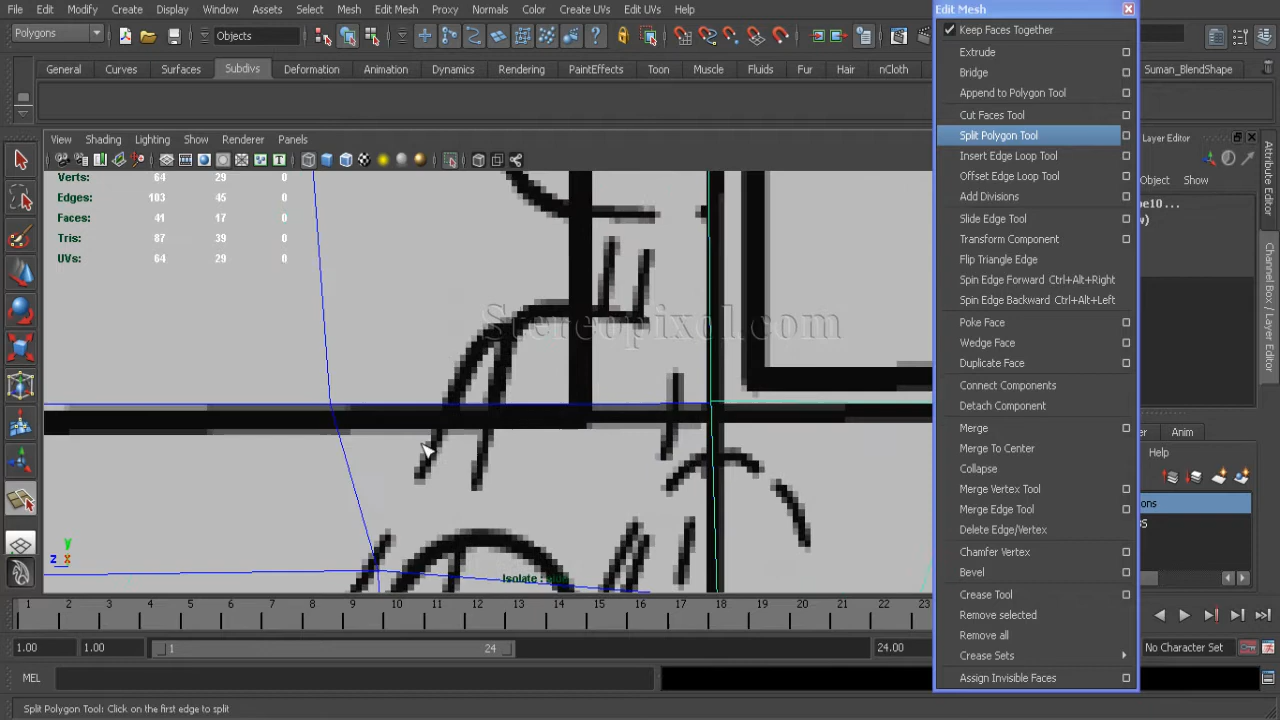 File Edit Modify Create Display Window Assets Select Mesh Edit Mesh Proxy Normals Color Create UVs Edit UVs Help
Polygons Objects
General Curves Surfaces Subdivs Deformation Animation Dynamics Rendering PaintEffects Toon Muscle Fluids Fur Hair nCloth Suman_BlendShape
View Shading Lighting Show Renderer Panels
Verts: 64 29 0
Edges: 103 45 0
Faces: 41 17 0
Tris: 87 39 0
UVs: 64 29 0
Stereopixol.com
y
z x
Isolate :
Edit Mesh
Keep Faces Together
Extrude
Bridge
Append to Polygon Tool
Cut Faces Tool
Split Polygon Tool
Insert Edge Loop Tool
Offset Edge Loop Tool
Add Divisions
Slide Edge Tool
Transform Component
Flip Triangle Edge
Spin Edge Forward Ctrl+Alt+Right
Spin Edge Backward Ctrl+Alt+Left
Poke Face
Wedge Face
Duplicate Face
Connect Components
Detach Component
Merge
Merge To Center
Collapse
Merge Vertex Tool
Merge Edge Tool
Delete Edge/Vertex
Chamfer Vertex
Bevel
Crease Tool
Remove selected
Remove all
Crease Sets
Assign Invisible Faces
Layer Editor
Object Show
Anim
Help
Attribute Editor
Channel Box / Layer Editor
1 2 3 4 5 6 7 8 9 10 11 12 13 14 15 16 17 18 19 20 21 22 23
1.00 1.00 1 24 24.00 No Character Set
MEL
Split Polygon Tool: Click on the first edge to split